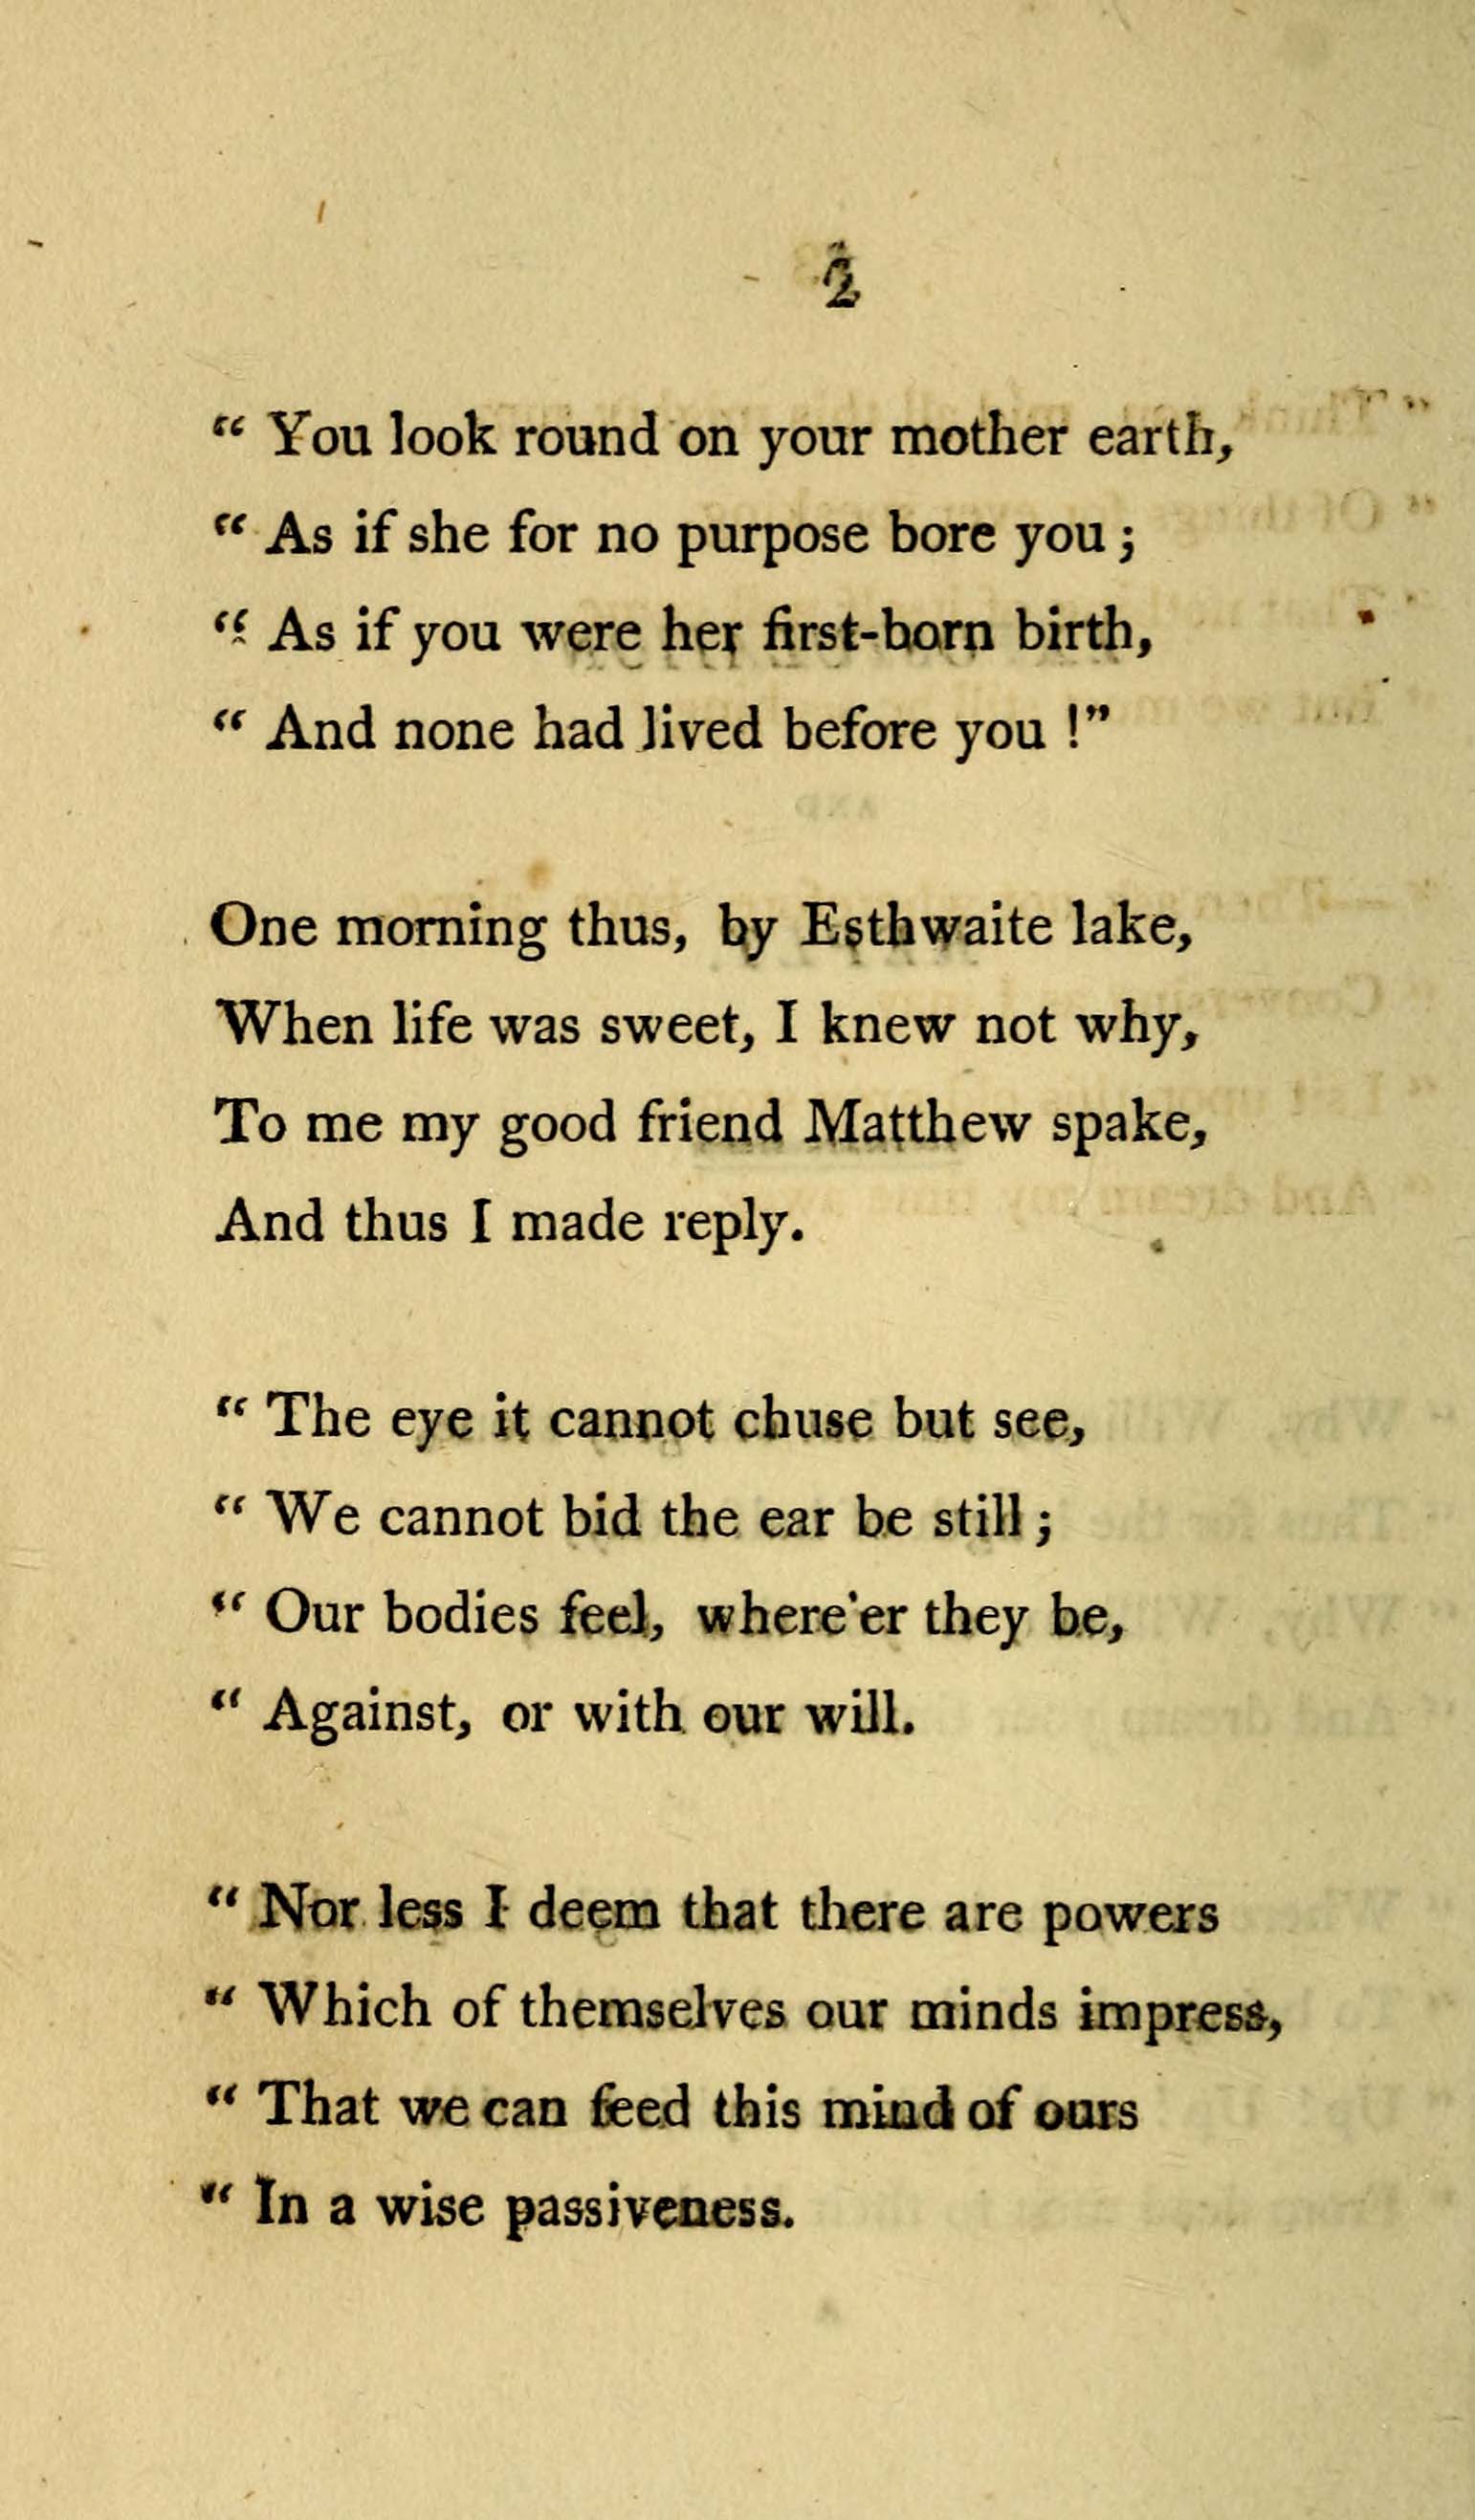 2
“ You look round on your mother earth,
“ As if she for no purpose bore you ;
“ As if you were her first-born birth,
“ And none had lived before you !”
One morning thus, by Esthwaite lake,
When life was sweet, I knew not why,
To me my good friend Matthew spake,
And thus I made reply.
“ The eye it cannot chuse but see,
“ We cannot bid the ear be still ;
“ Our bodies feel, where'er they be,
“ Against, or with our will.
“ Nor less I deem that there are powers
“ Which of themselves our minds impress,
“ That we can feed this mind of ours
“ In a wise passiveness.